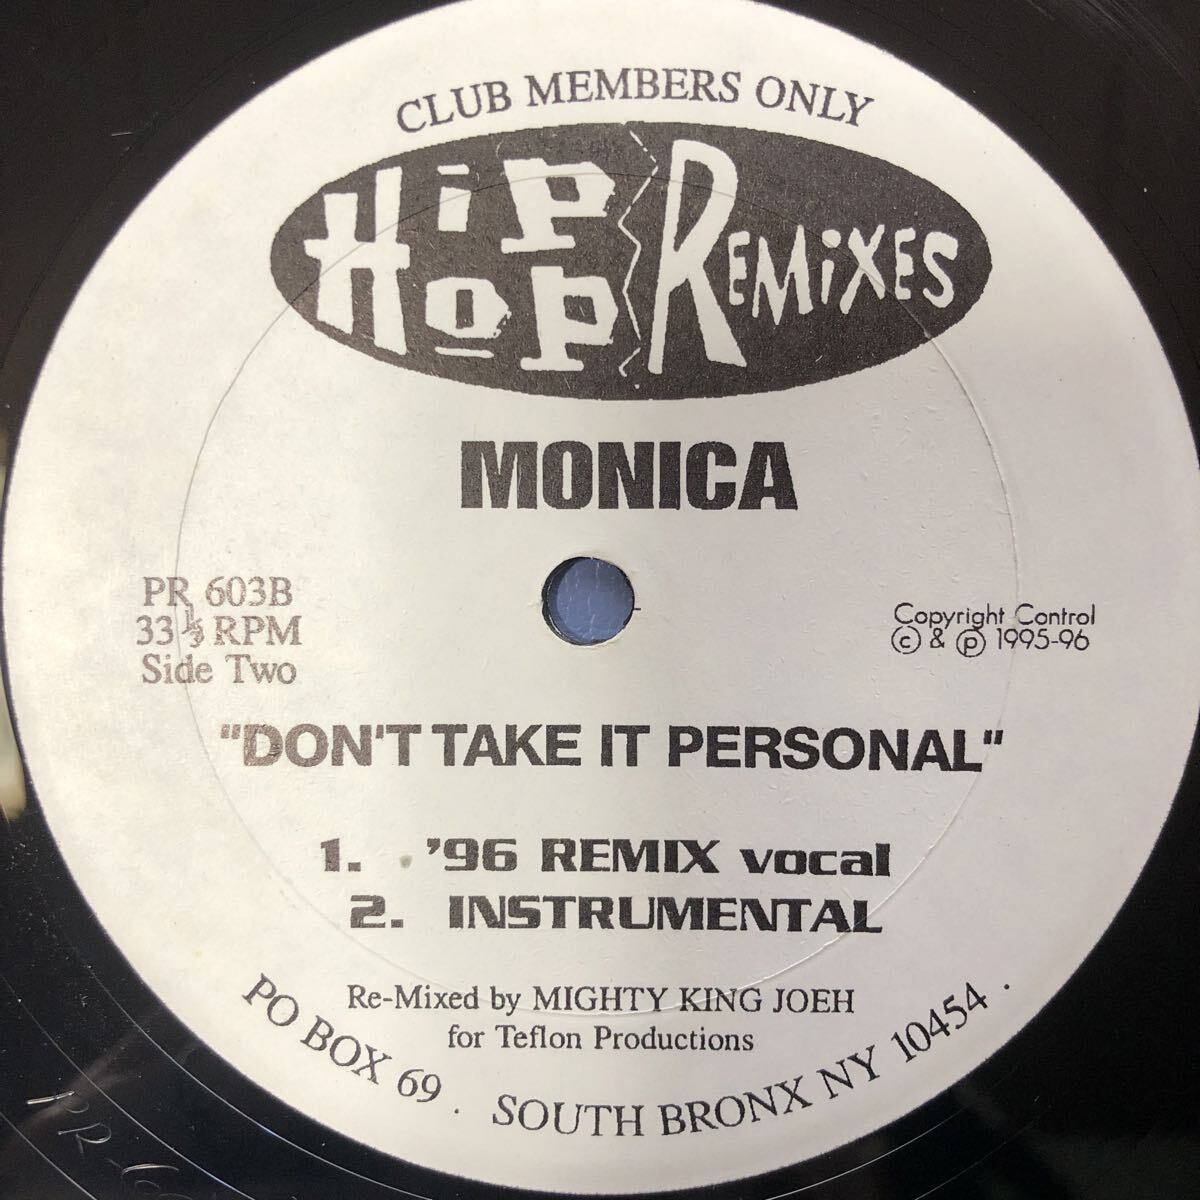 CLUB MEMBERS ONLY
HiP HOP REMiXES
MONICA
PR 603B
33 1/3 RPM
Side Two
Copyright Control
© & ℗ 1995-96
"DON'T TAKE IT PERSONAL"
1. '96 REMIX vocal
2. INSTRUMENTAL
Re-Mixed by MIGHTY KING JOEH
for Teflon Productions
PO BOX 69 . SOUTH BRONX NY 10454 .